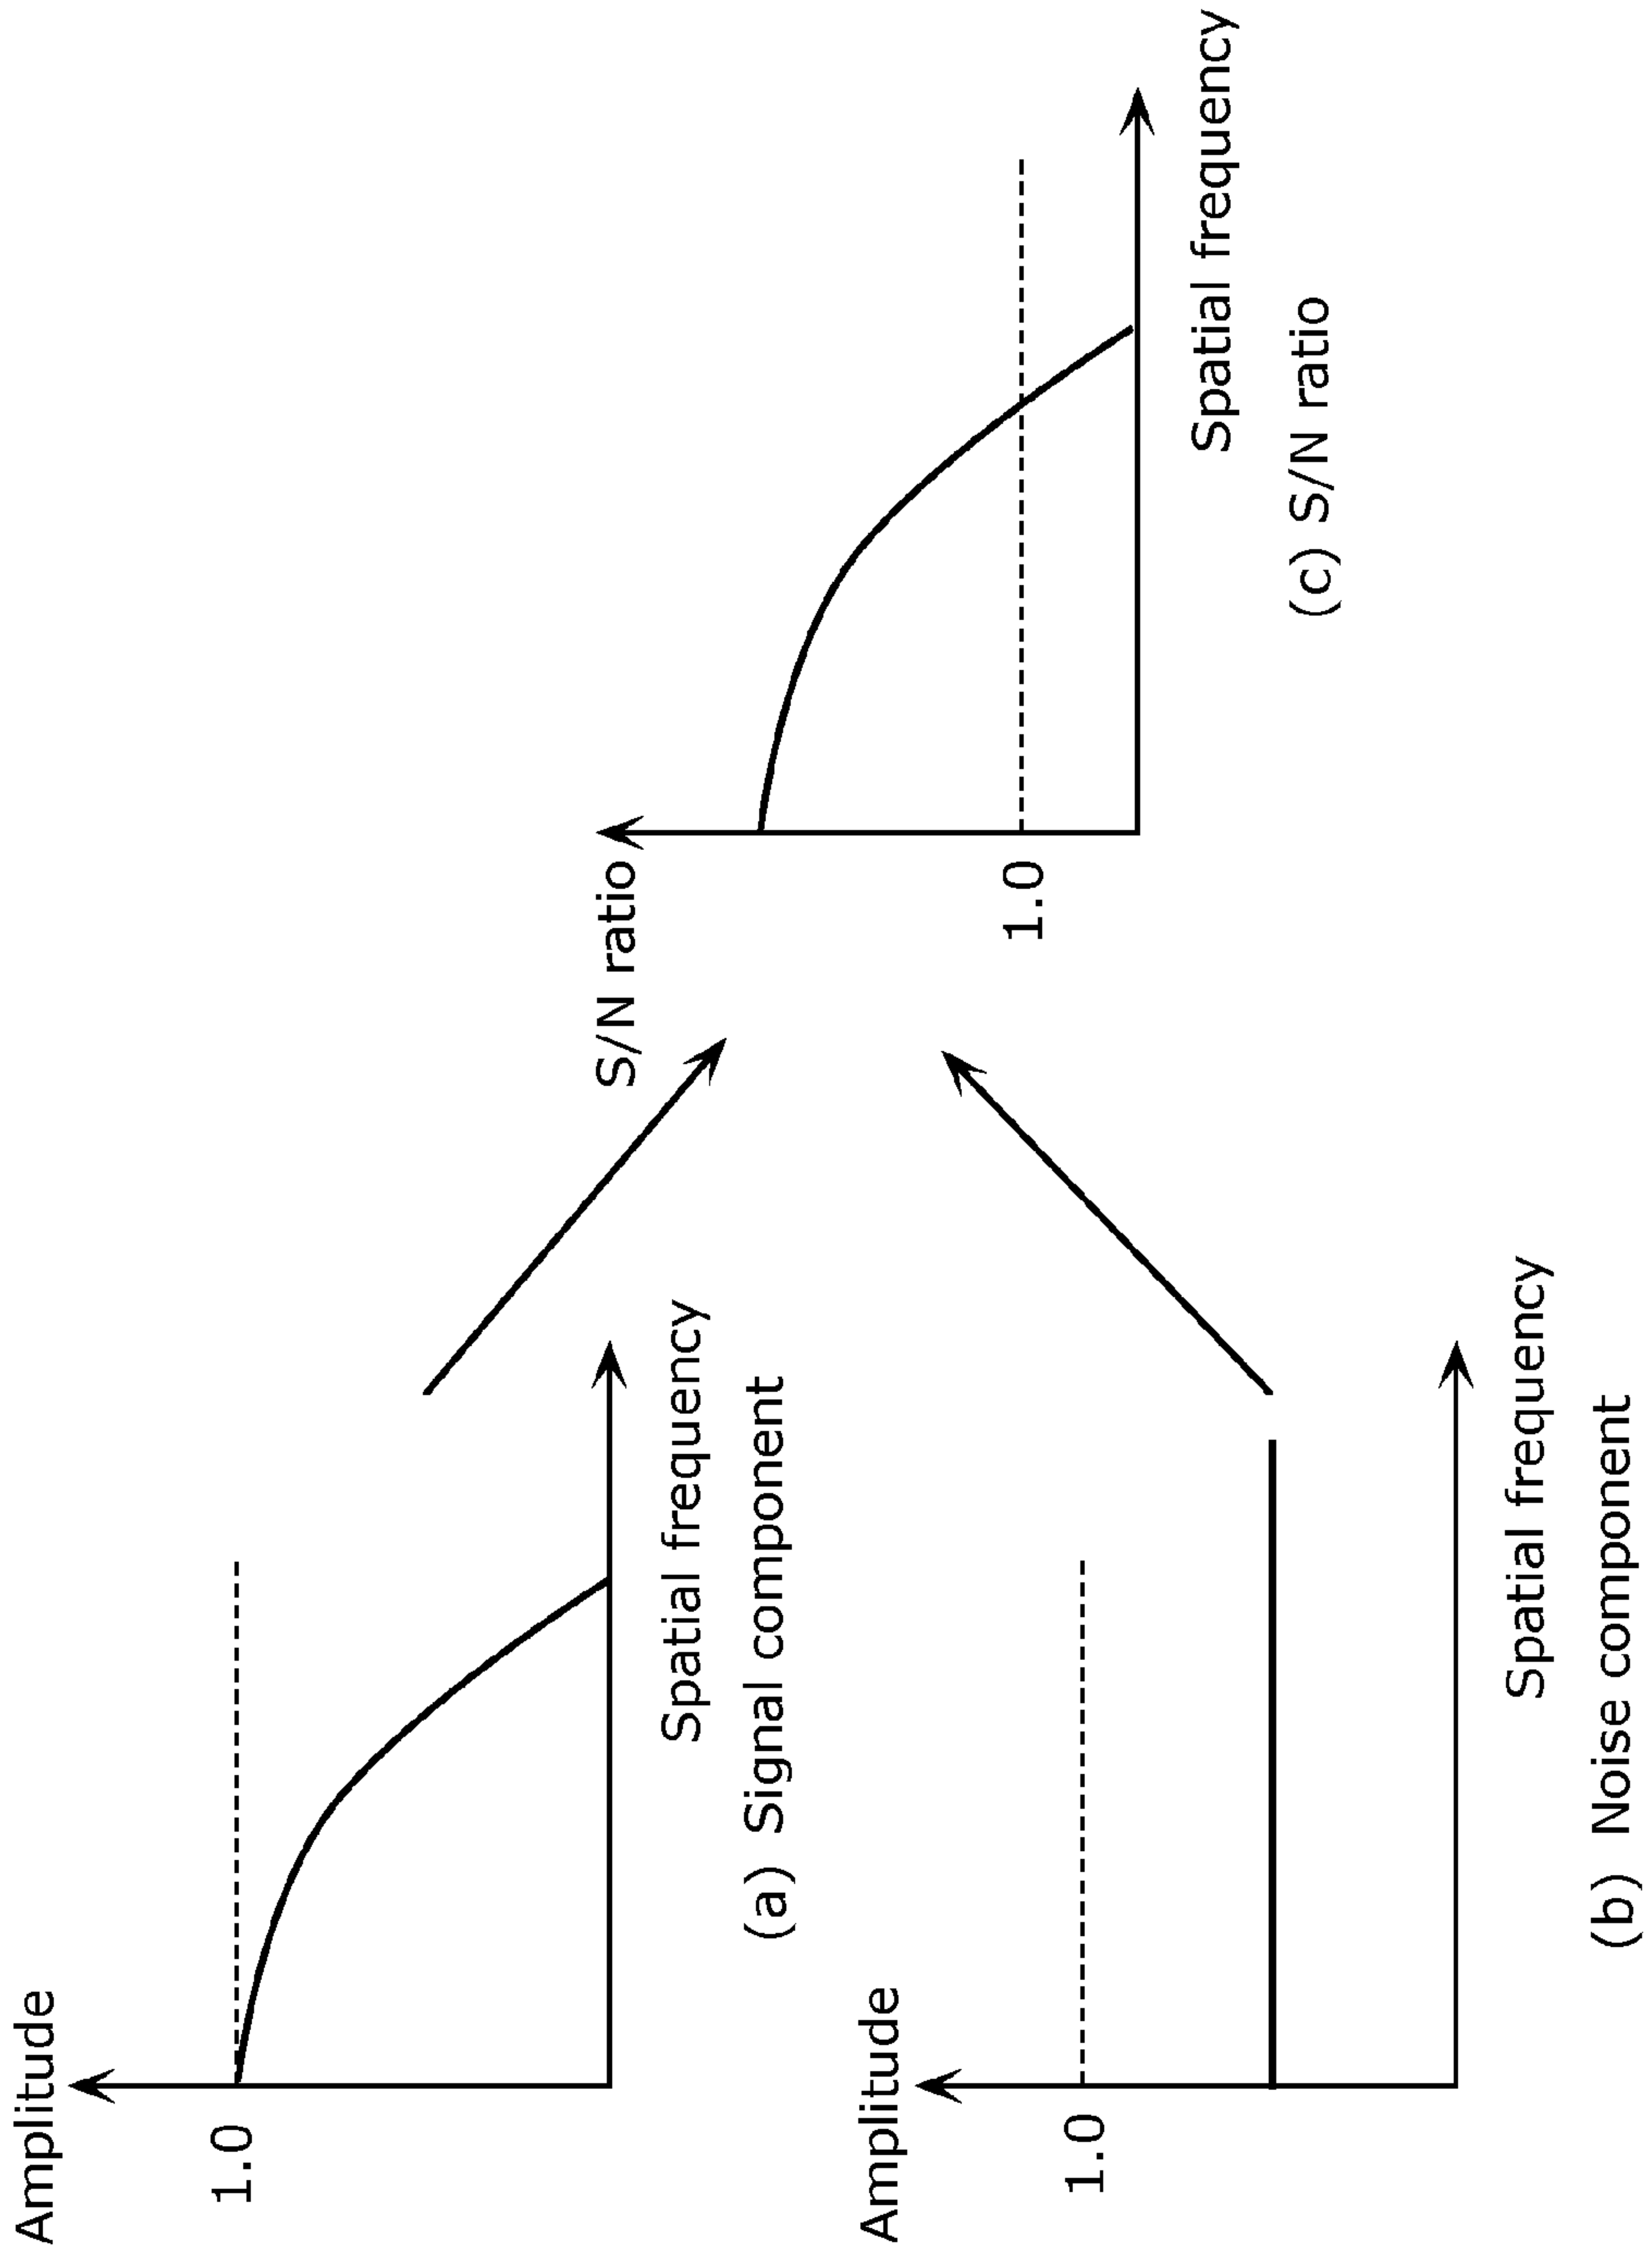 Amplitude
1.0
Spatial frequency
(a) Signal component
Amplitude
1.0
Spatial frequency
(b) Noise component
S/N ratio
1.0
Spatial frequency
(c) S/N ratio